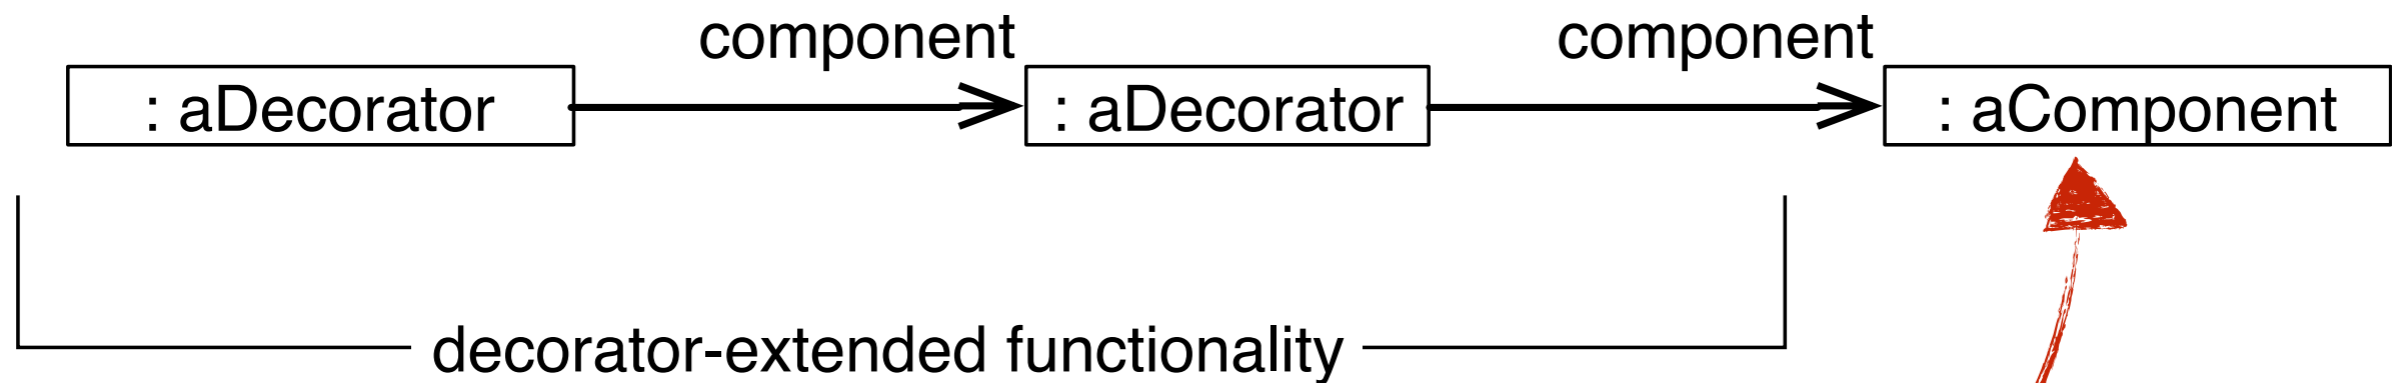 component
component
: aDecorator
: aDecorator
: aComponent
decorator-extended functionality